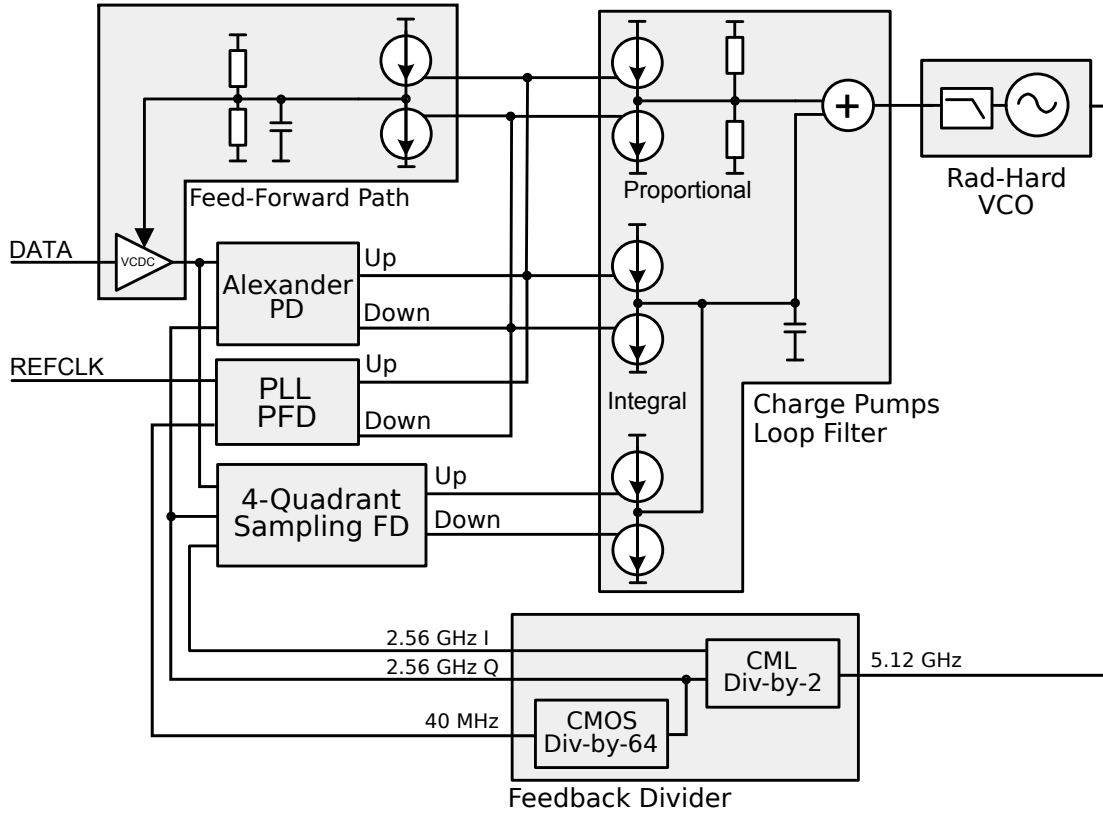 Feed-Forward Path
Proportional
+
Rad-Hard
VCO
DATA
VCDC
Alexander
PD
Up
Down
REFCLK
PLL
PFD
Up
Down
Integral
Charge Pumps
Loop Filter
4-Quadrant
Sampling FD
Up
Down
2.56 GHz I
2.56 GHz Q
40 MHz
CML
Div-by-2
5.12 GHz
CMOS
Div-by-64
Feedback Divider